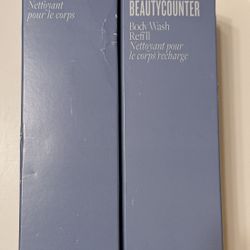 Nettoyant
pour le corps
BEAUTYCOUNTER
Body Wash
Refill
Nettoyant pour
le corps recharge